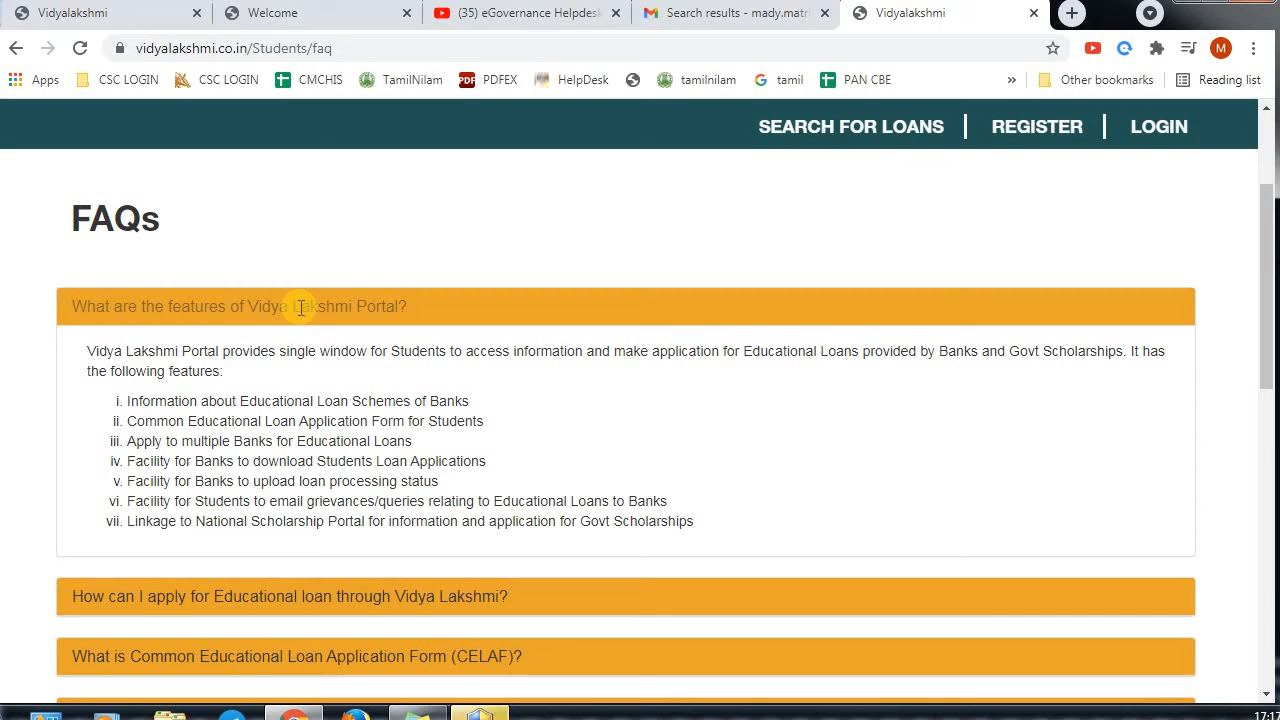 Vidyalakshmi
Welcome
(35) eGovernance Helpdesk
Search results - mady.matri
Vidyalakshmi
vidyalakshmi.co.in/Students/faq
M
Apps
CSC LOGIN
CSC LOGIN
CMCHIS
TamilNilam
PDF
PDFEX
HelpDesk
tamilnilam
tamil
PAN CBE
»
Other bookmarks
Reading list
SEARCH FOR LOANS
REGISTER
LOGIN
FAQs
What are the features of Vidya Lakshmi Portal?
Vidya Lakshmi Portal provides single window for Students to access information and make application for Educational Loans provided by Banks and Govt Scholarships. It has
the following features:
i. Information about Educational Loan Schemes of Banks
ii. Common Educational Loan Application Form for Students
iii. Apply to multiple Banks for Educational Loans
iv. Facility for Banks to download Students Loan Applications
v. Facility for Banks to upload loan processing status
vi. Facility for Students to email grievances/queries relating to Educational Loans to Banks
vii. Linkage to National Scholarship Portal for information and application for Govt Scholarships
How can I apply for Educational loan through Vidya Lakshmi?
What is Common Educational Loan Application Form (CELAF)?